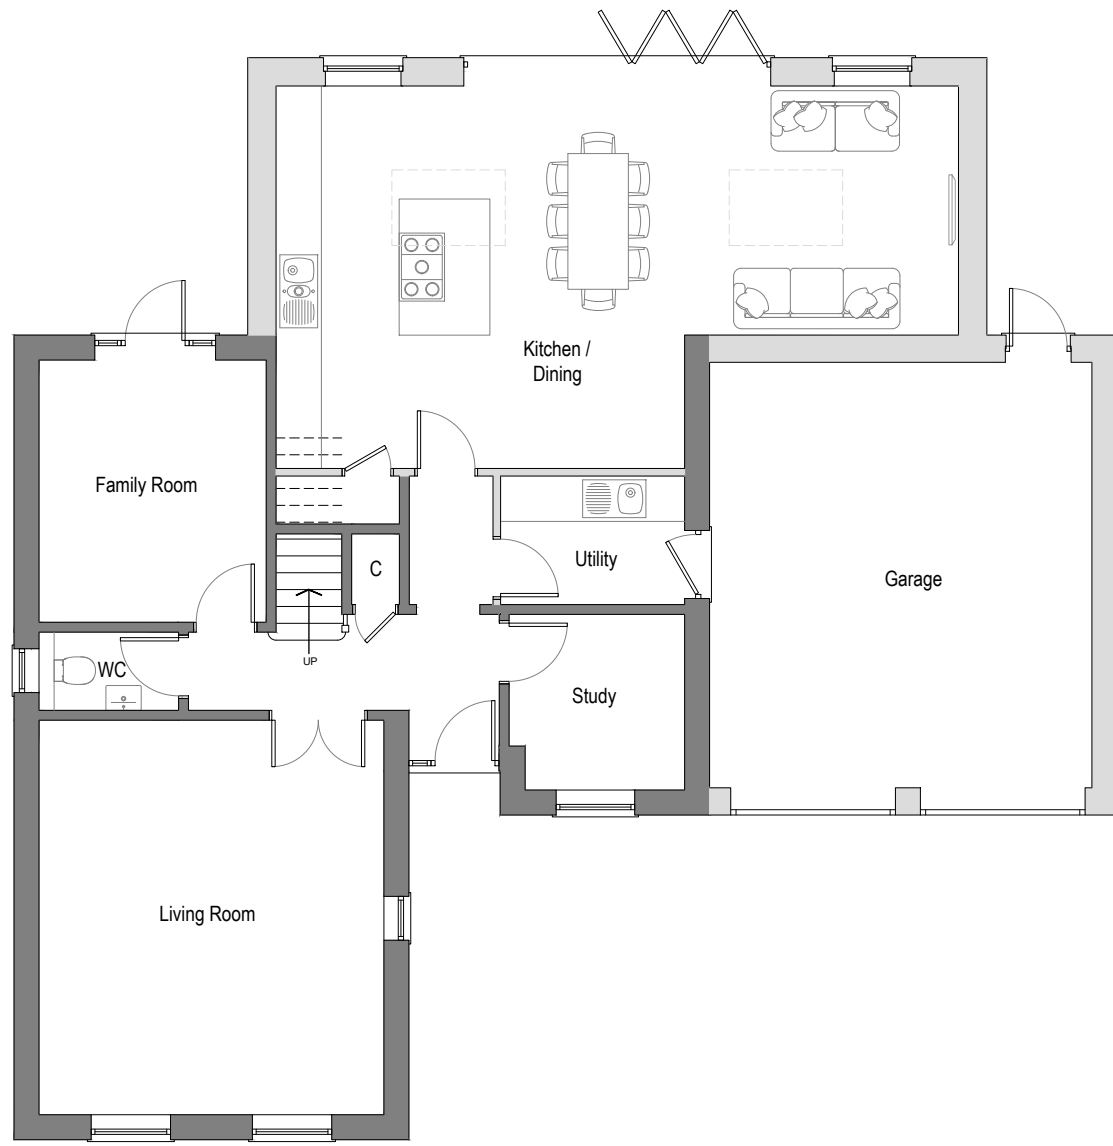 Kitchen /
Dining
Family Room
C
Utility
Garage
UP
WC
Study
Living Room